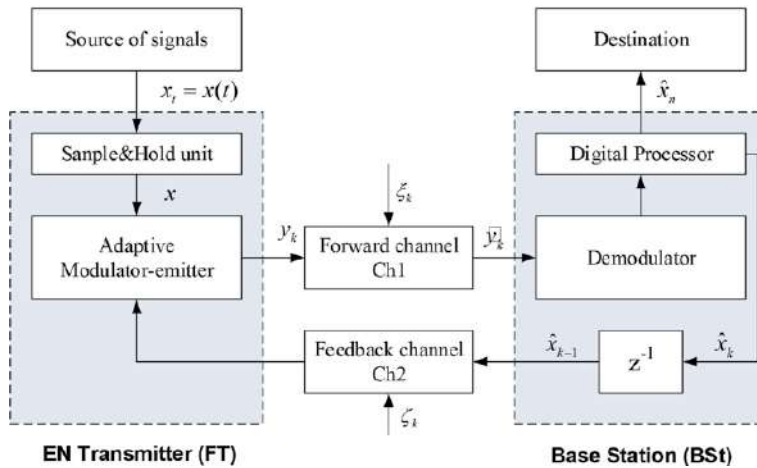 Source of signals
Destination
x_t = x(t)
x̂_n
Sanple&Hold unit
Digital Processor
x
ξ_k
Adaptive
Modulator-emitter
y_k
Forward channel
Ch1
y_k
Demodulator
Feedback channel
Ch2
x̂_{k-1}
z^{-1}
x̂_k
ζ_k
EN Transmitter (FT)
Base Station (BSt)